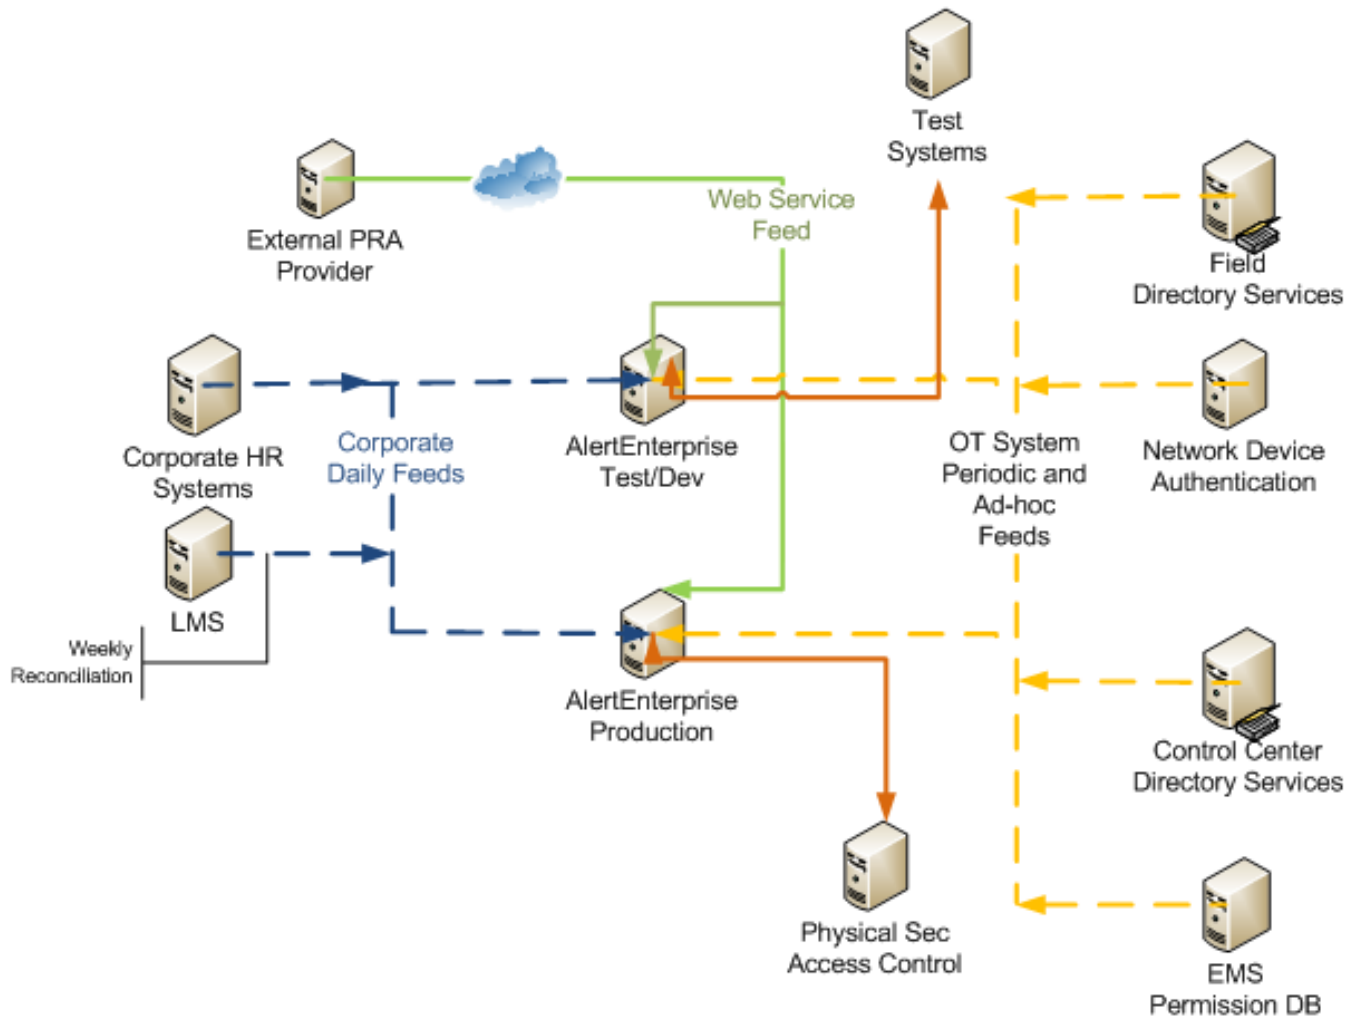 Test
Systems
External PRA
Provider
Web Service
Feed
Field
Directory Services
Corporate HR
Systems
Corporate
Daily Feeds
AlertEnterprise
Test/Dev
OT System
Periodic and
Ad-hoc
Feeds
Network Device
Authentication
LMS
Weekly
Reconciliation
AlertEnterprise
Production
Control Center
Directory Services
Physical Sec
Access Control
EMS
Permission DB